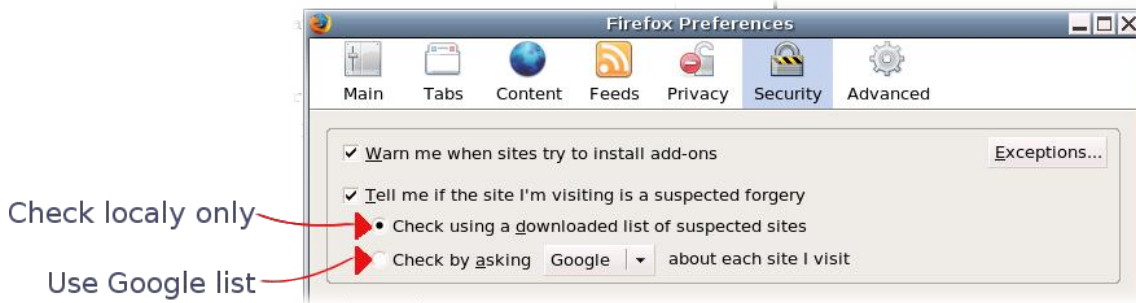 Firefox Preferences
Main Tabs Content Feeds Privacy Security Advanced
Warn me when sites try to install add-ons Exceptions...
Tell me if the site I'm visiting is a suspected forgery
Check localy only
Check using a downloaded list of suspected sites
Check by asking Google about each site I visit
Use Google list